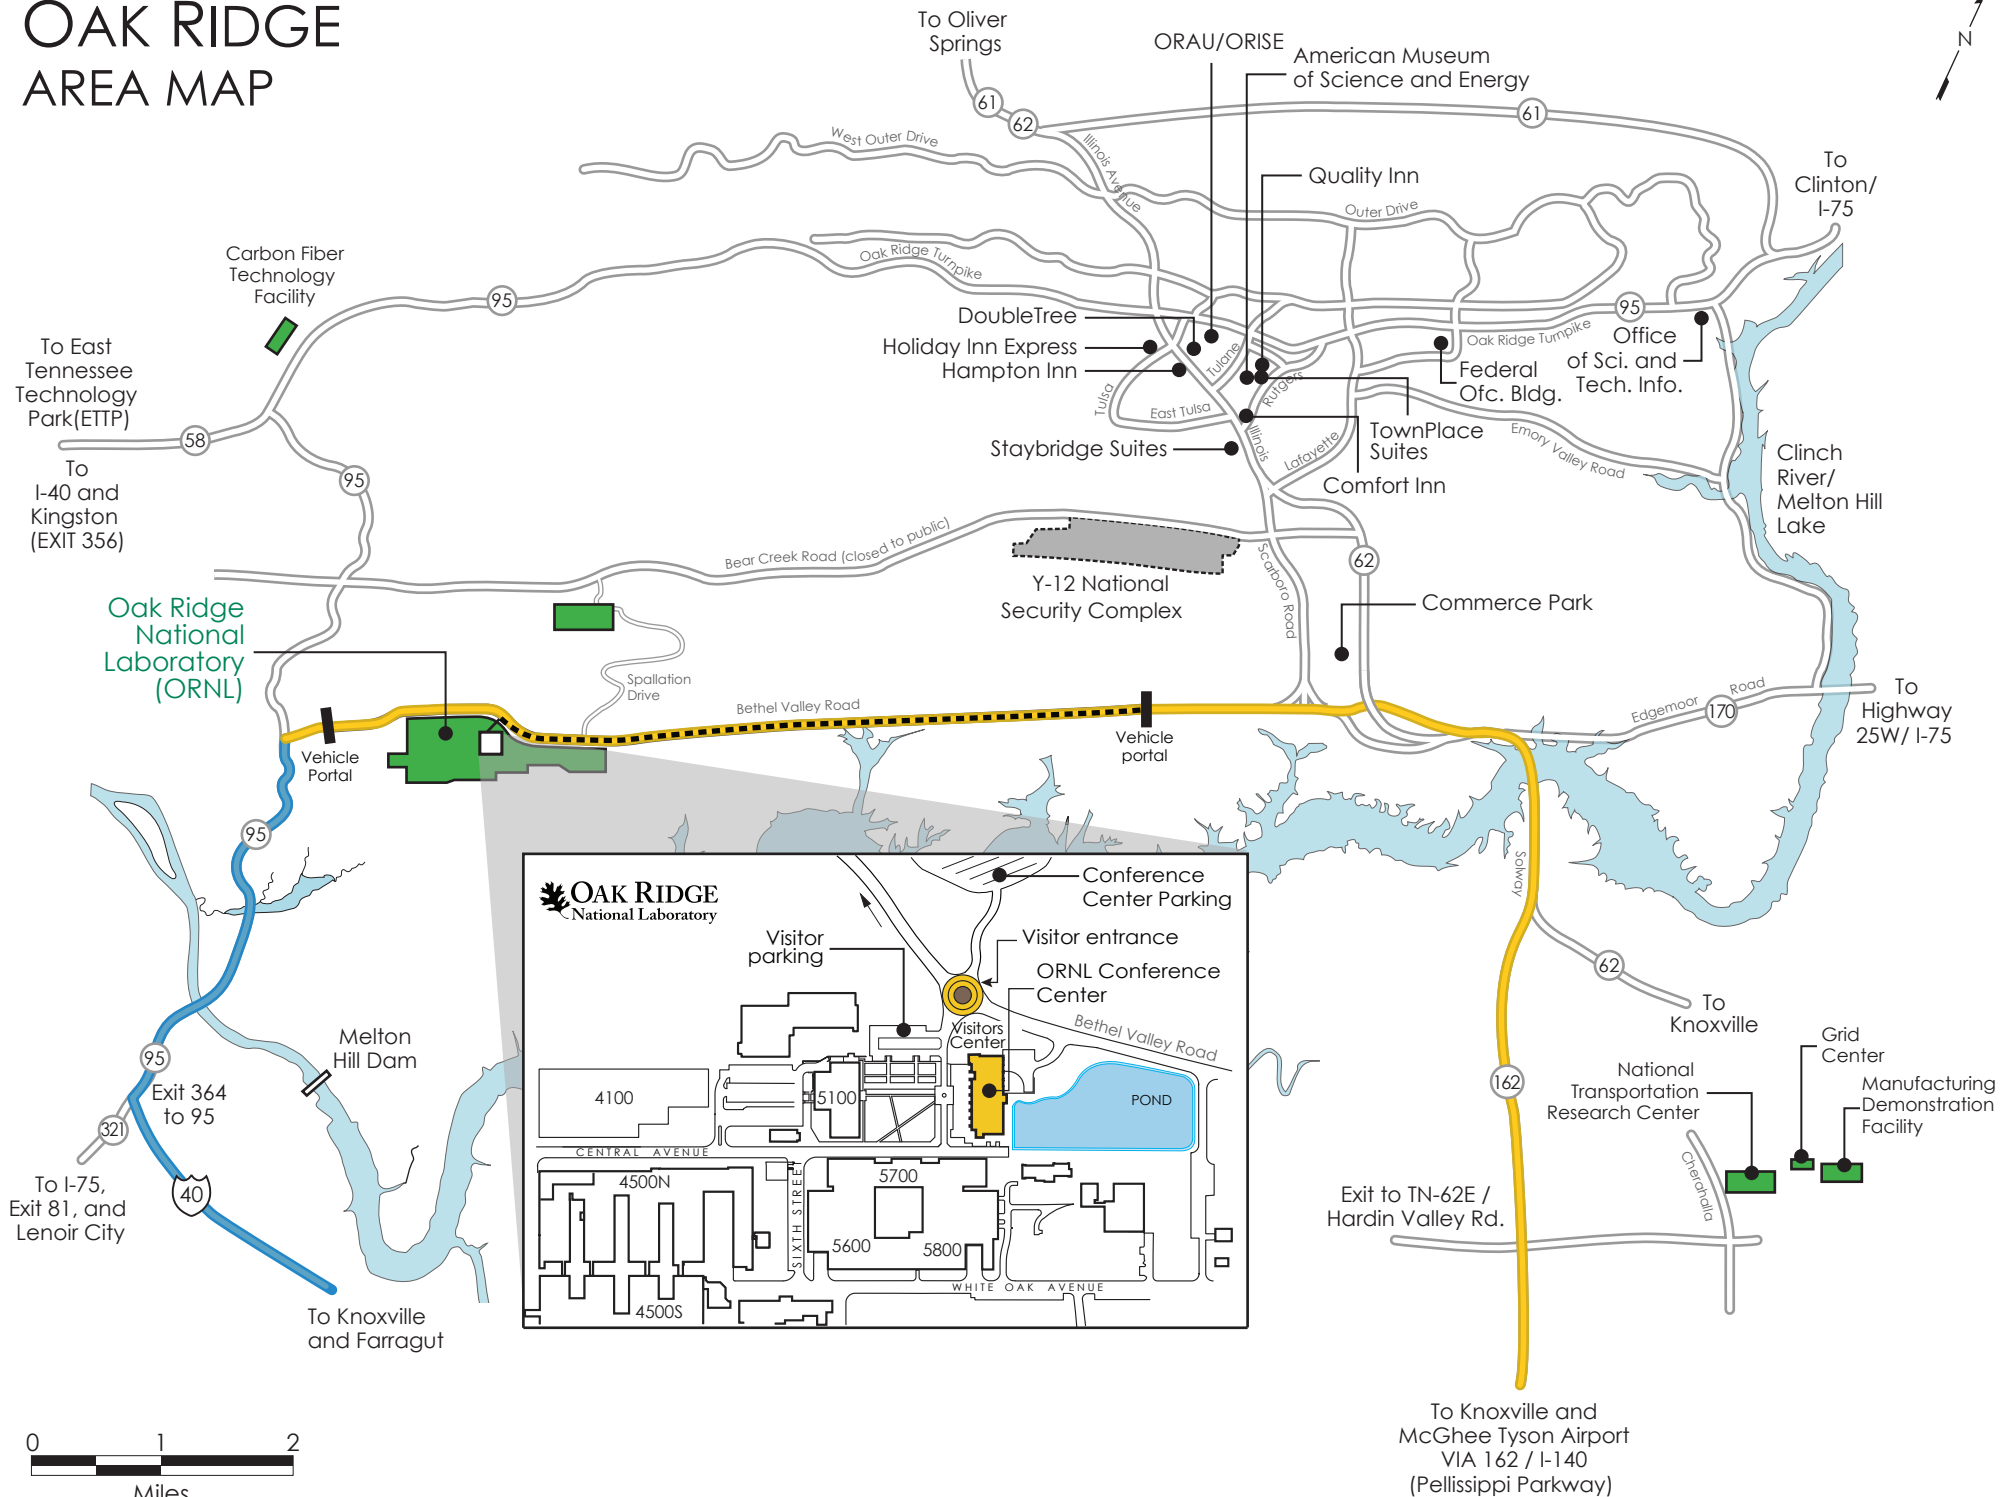 OAK RIDGE
AREA MAP
To Oliver
Springs
ORAU/ORISE
American Museum
of Science and Energy
N
61
62
61
West Outer Drive
Illinois Avenue
Quality Inn
Outer Drive
To
Clinton/
I-75
Carbon Fiber
Technology
Facility
95
Oak Ridge Turnpike
DoubleTree
Holiday Inn Express
Hampton Inn
Tulane
Rutgers
Tulsa
East Tulsa
Illinois
Lafayette
Staybridge Suites
TownPlace
Suites
Comfort Inn
95
Oak Ridge Turnpike
Federal
Ofc. Bldg.
Office
of Sci. and
Tech. Info.
Emory Valley Road
Clinch
River/
Melton Hill
Lake
To East
Tennessee
Technology
Park(ETTP)
58
To
I-40 and
Kingston
(EXIT 356)
95
Bear Creek Road (closed to public)
Y-12 National
Security Complex
Scarboro Road
62
Commerce Park
Oak Ridge
National
Laboratory
(ORNL)
Spallation
Drive
Bethel Valley Road
Vehicle
Portal
Vehicle
portal
Edgemoor Road
170
To
Highway
25W/ I-75
95
Solway
62
To
Knoxville
OAK RIDGE
National Laboratory
Conference
Center Parking
Visitor
parking
Visitor entrance
ORNL Conference
Center
Visitors
Center
Bethel Valley Road
POND
4100
5100
CENTRAL AVENUE
4500N
SIXTH STREET
5700
5600
5800
4500S
WHITE OAK AVENUE
Melton
Hill Dam
95
Exit 364
to 95
321
To I-75,
Exit 81, and
Lenoir City
40
To Knoxville
and Farragut
162
National
Transportation
Research Center
Grid
Center
Manufacturing
Demonstration
Facility
Cherahalla
Exit to TN-62E /
Hardin Valley Rd.
To Knoxville and
McGhee Tyson Airport
VIA 162 / I-140
(Pellissippi Parkway)
0 1 2
Miles